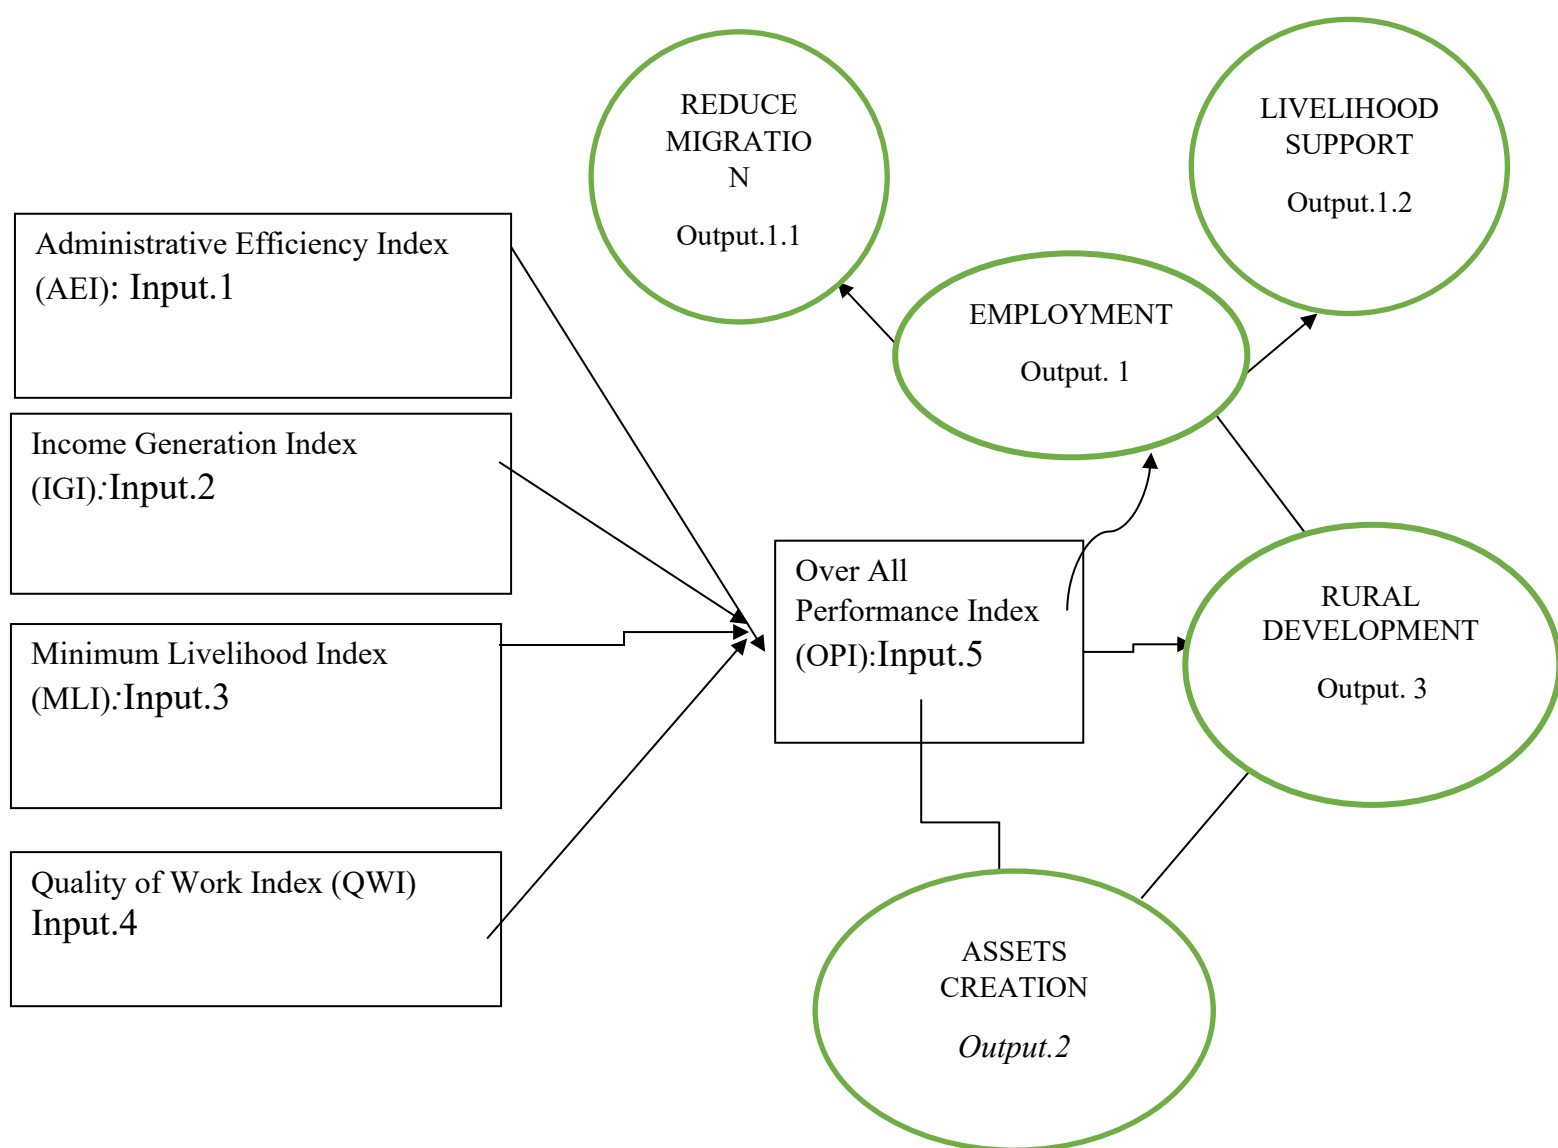 REDUCE
MIGRATIO
N
Output.1.1
LIVELIHOOD
SUPPORT
Output.1.2
Administrative Efficiency Index
(AEI): Input.1
EMPLOYMENT
Output. 1
Income Generation Index
(IGI):Input.2
Over All
Performance Index
(OPI):Input.5
RURAL
DEVELOPMENT
Output. 3
Minimum Livelihood Index
(MLI):Input.3
Quality of Work Index (QWI)
Input.4
ASSETS
CREATION
Output.2